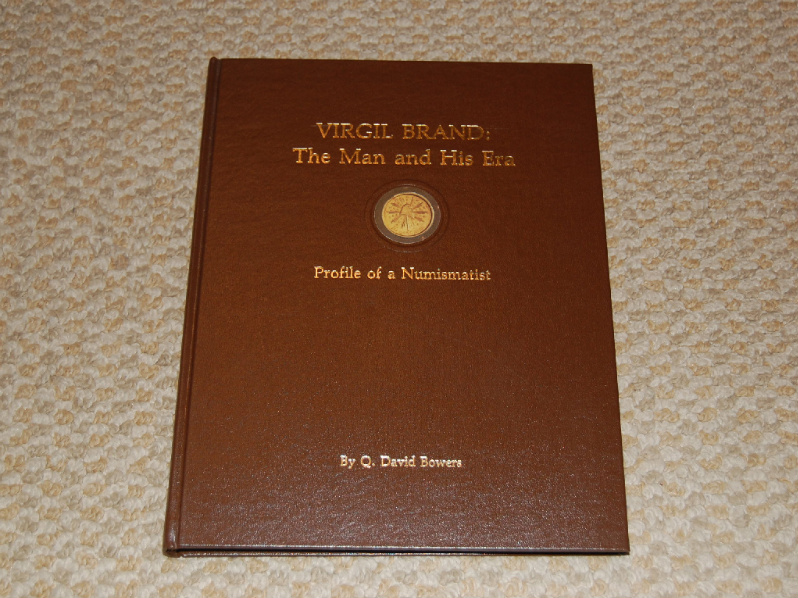 VIRGIL BRAND:
The Man and His Era
Profile of a Numismatist
By Q. David Bowers